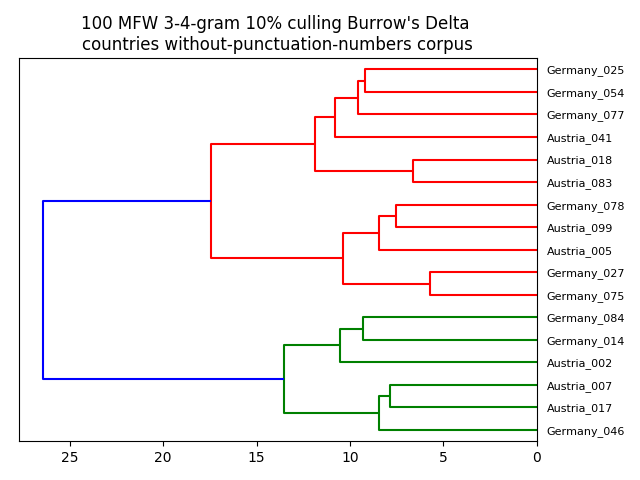 100 MFW 3-4-gram 10% culling Burrow's Delta
countries without-punctuation-numbers corpus
Germany_025
Germany_054
Germany_077
Austria_041
Austria_018
Austria_083
Germany_078
Austria_099
Austria_005
Germany_027
Germany_075
Germany_084
Germany_014
Austria_002
Austria_007
Austria_017
Germany_046
25 20 15 10 5 0